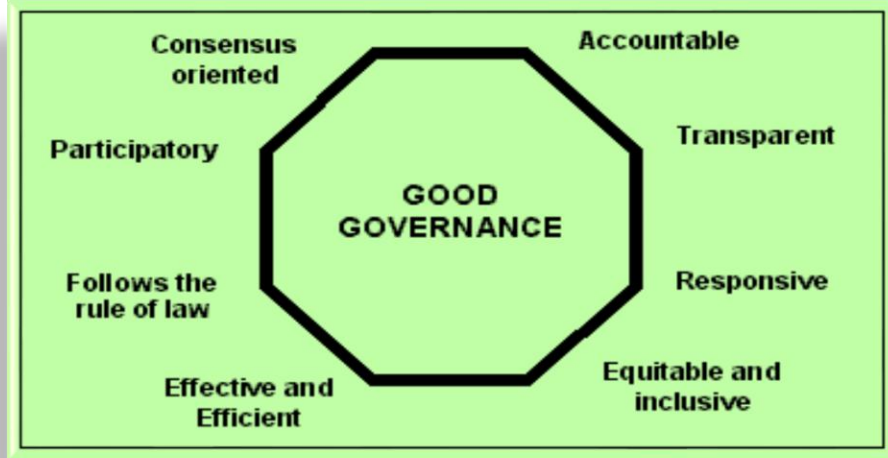 Consensus
oriented
Accountable
Participatory
Transparent
GOOD
GOVERNANCE
Follows the
rule of law
Responsive
Effective and
Efficient
Equitable and
inclusive